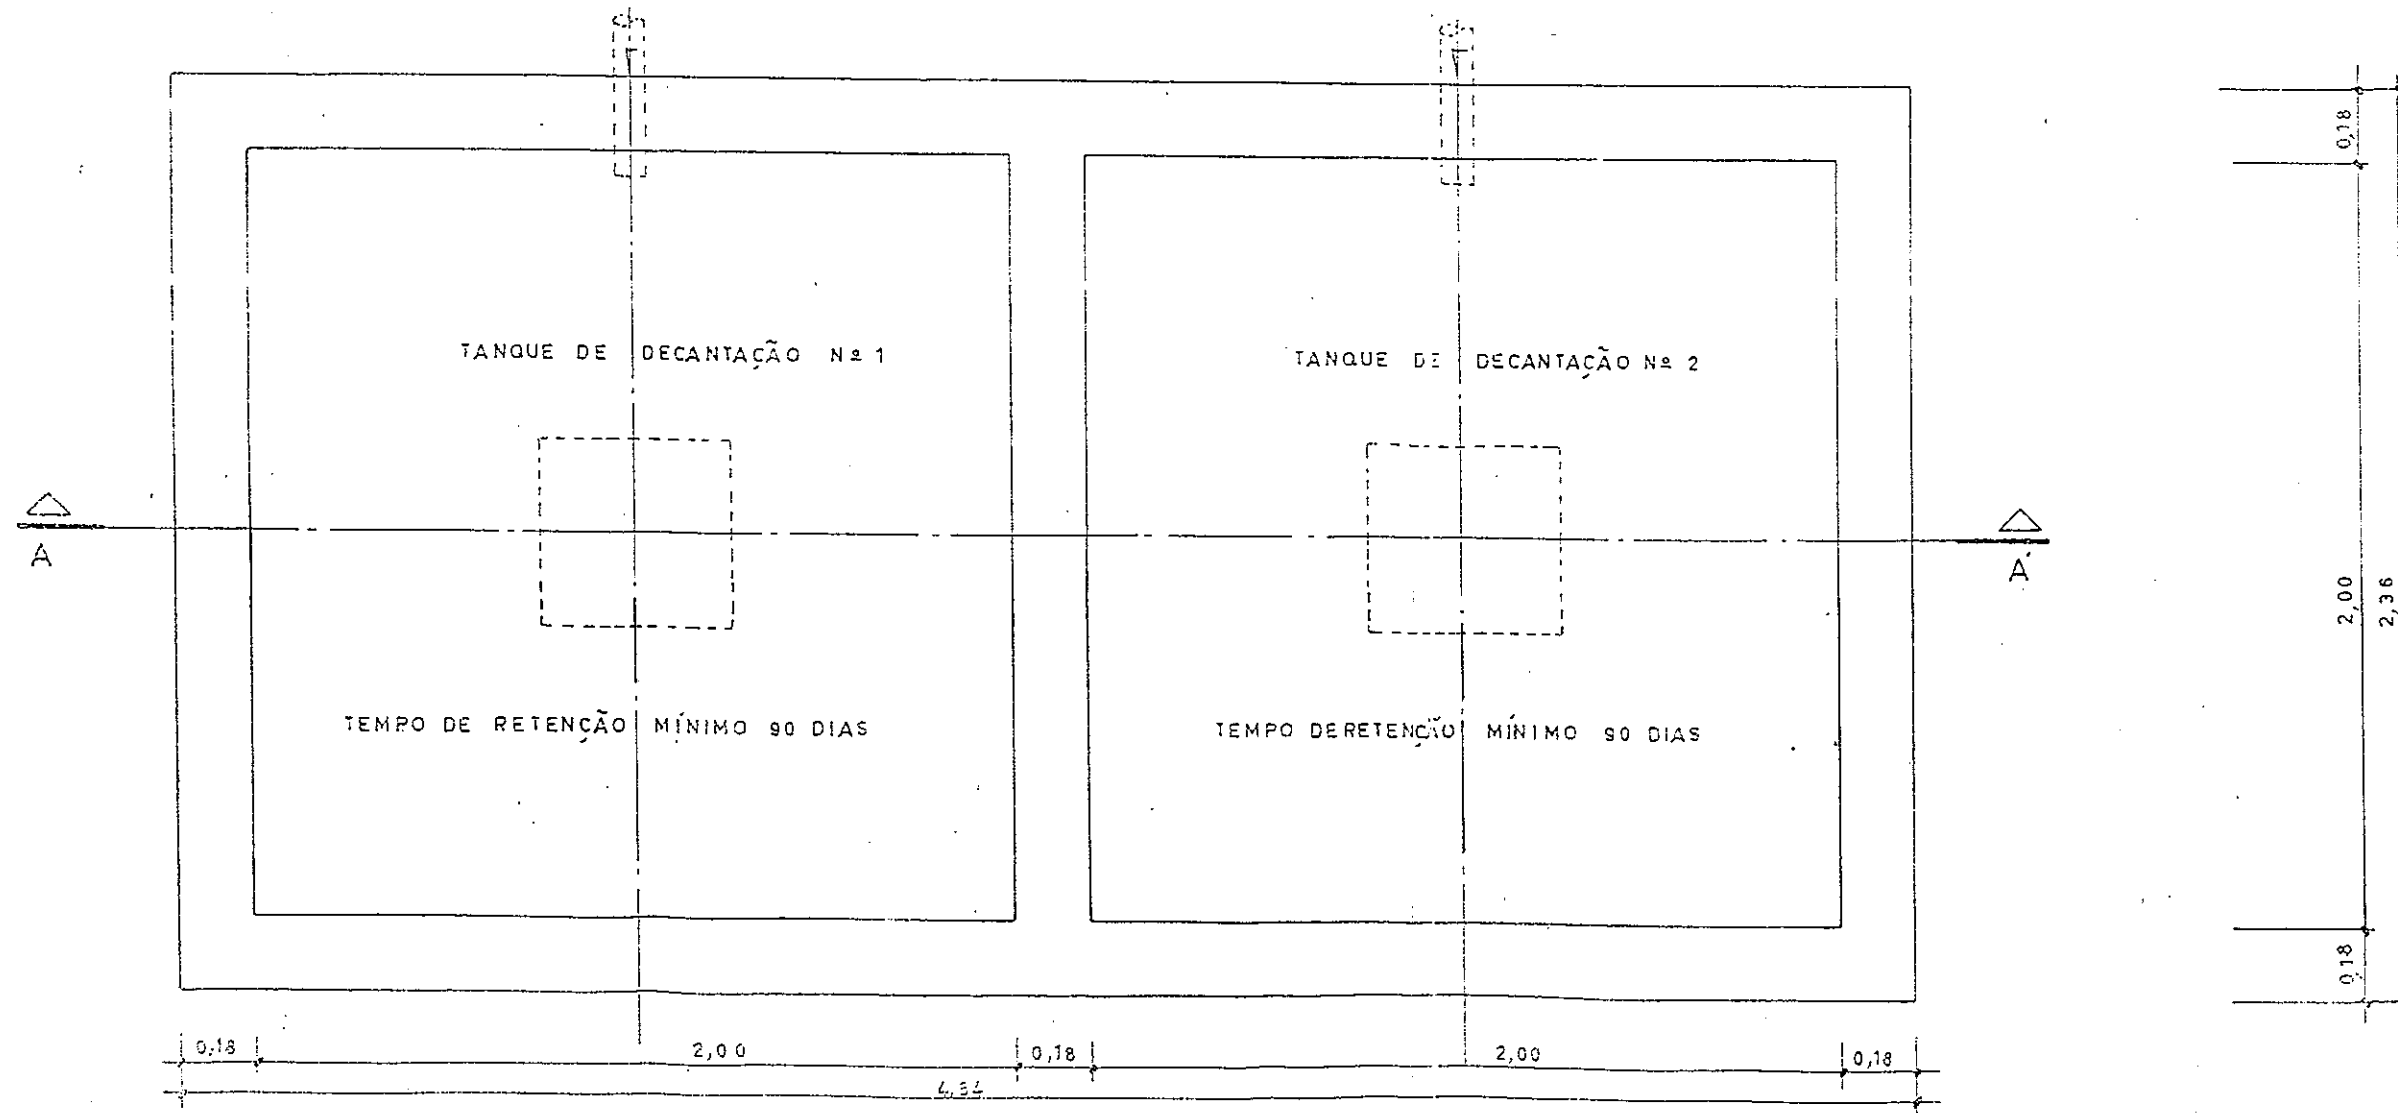 0,18
TANQUE DE DECANTAÇÃO Nº 1
TANQUE DE DECANTAÇÃO Nº 2
A
A'
2,00
2,36
TEMPO DE RETENÇÃO MÍNIMO 90 DIAS
TEMPO DE RETENÇÃO MÍNIMO 90 DIAS
0,18
0,18
2,00
0,18
2,00
0,18
4,54